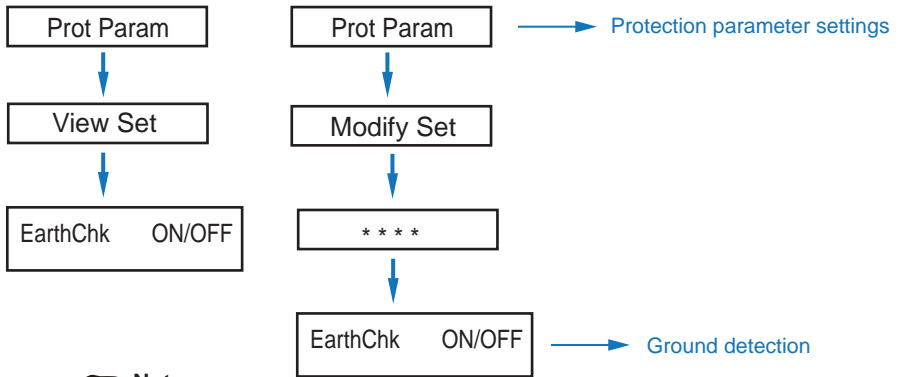 Prot Param
View Set
EarthChk ON/OFF
Prot Param
Protection parameter settings
Modify Set
* * * *
EarthChk ON/OFF
Ground detection